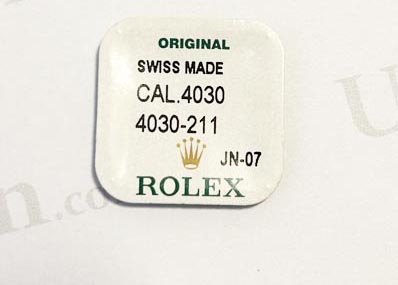 ORIGINAL
SWISS MADE
CAL.4030
4030-211
JN-07
ROLEX